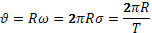 𝜗 = Rω = 2πRσ = 2πR/T